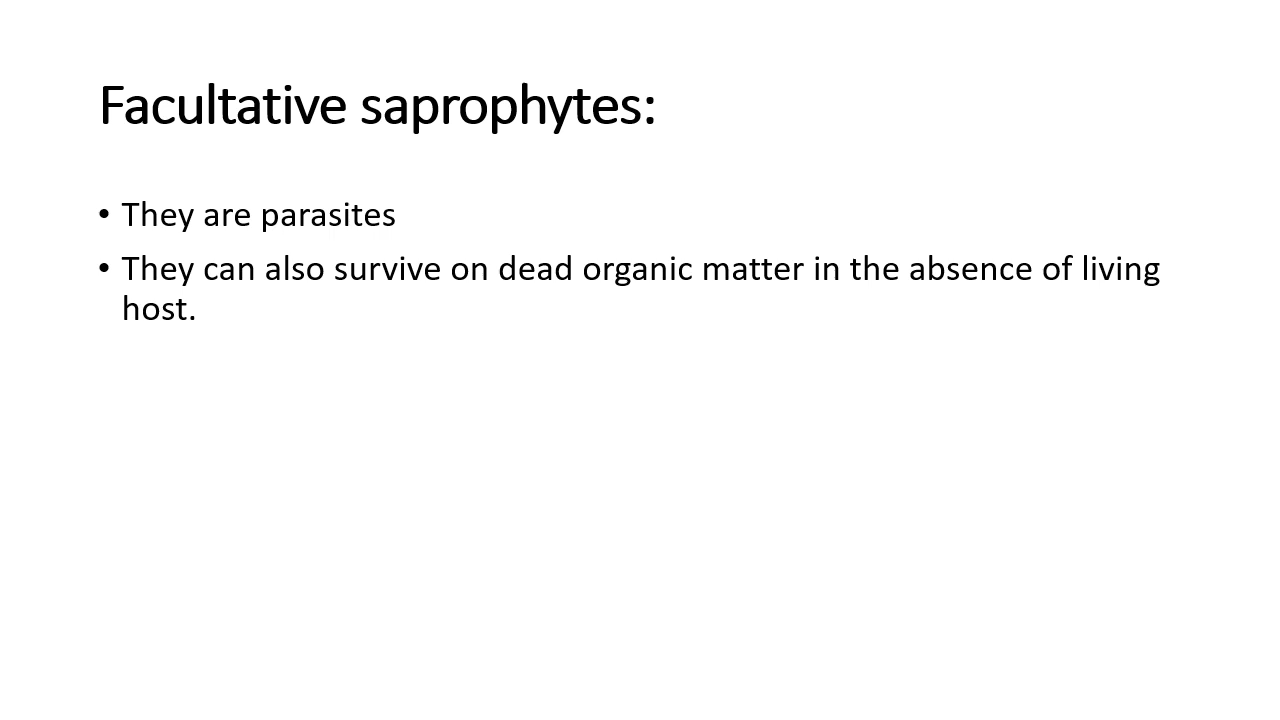 Facultative saprophytes:
• They are parasites
• They can also survive on dead organic matter in the absence of living
host.